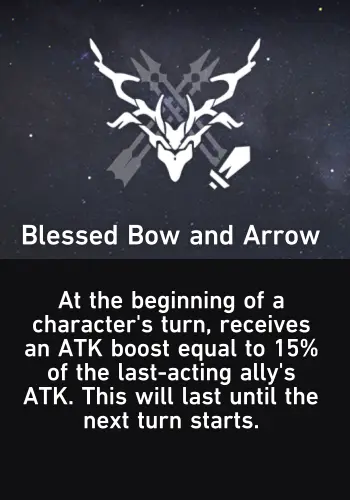 Blessed Bow and Arrow
At the beginning of a
character's turn, receives
an ATK boost equal to 15%
of the last-acting ally's
ATK. This will last until the
next turn starts.